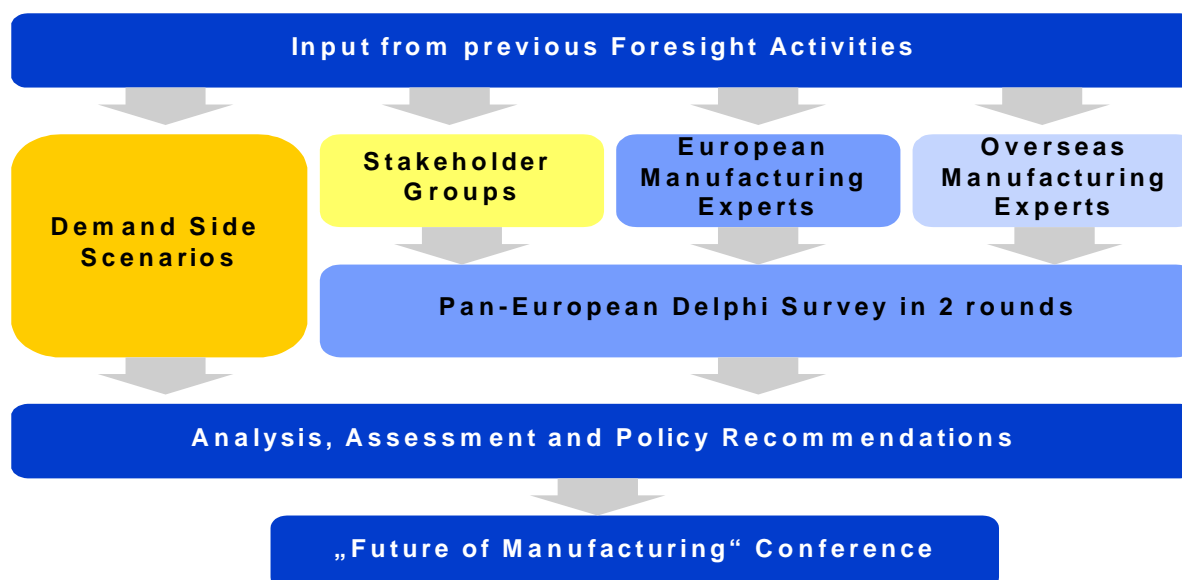 Input from previous Foresight Activities
Demand Side
Scenarios
Stakeholder
Groups
European
Manufacturing
Experts
Overseas
Manufacturing
Experts
Pan-European Delphi Survey in 2 rounds
Analysis, Assessment and Policy Recommendations
„Future of Manufacturing“ Conference